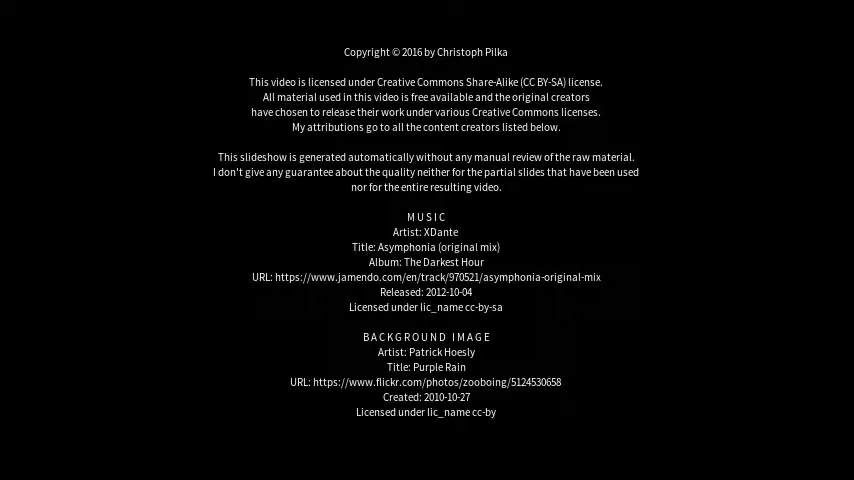 Copyright © 2016 by Christoph Pilka
This video is licensed under Creative Commons Share-Alike (CC BY-SA) license.
All material used in this video is free available and the original creators
have chosen to release their work under various Creative Commons licenses.
My attributions go to all the content creators listed below.
This slideshow is generated automatically without any manual review of the raw material.
I don't give any guarantee about the quality neither for the partial slides that have been used
nor for the entire resulting video.
MUSIC
Artist: XDante
Title: Asymphonia (original mix)
Album: The Darkest Hour
URL: https://www.jamendo.com/en/track/970521/asymphonia-original-mix
Released: 2012-10-04
Licensed under lic_name cc-by-sa
BACKGROUND IMAGE
Artist: Patrick Hoesly
Title: Purple Rain
URL: https://www.flickr.com/photos/zooboing/5124530658
Created: 2010-10-27
Licensed under lic_name cc-by